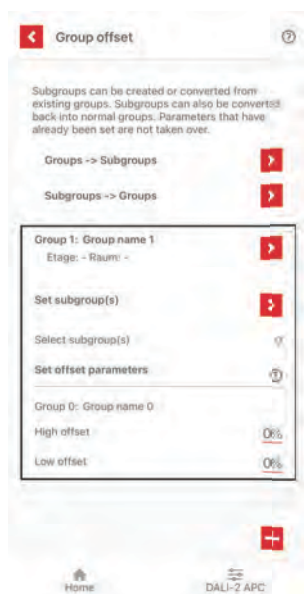 Group offset
Subgroups can be created or converted from
existing groups. Subgroups can also be converted
back into normal groups. Parameters that have
already been set are not taken over.
Groups -> Subgroups
Subgroups -> Groups
Group 1: Group name 1
Etage: - Raum: -
Set subgroup(s)
Select subgroup(s)
Set offset parameters
Group 0: Group name 0
High offset 0%
Low offset 0%
Home DALI-2 APC